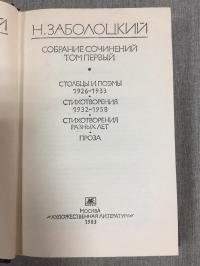 Й
Н. ЗАБОЛОЦКИЙ
СОБРАНИЕ СОЧИНЕНИЙ
ТОМ ПЕРВЫЙ
СТОЛБЦЫ И ПОЭМЫ
1926–1933
СТИХОТВОРЕНИЯ
1932–1958
СТИХОТВОРЕНИЯ
РАЗНЫХ ЛЕТ
ПРОЗА
МОСКВА
«ХУДОЖЕСТВЕННАЯ ЛИТЕРАТУРА»
1983